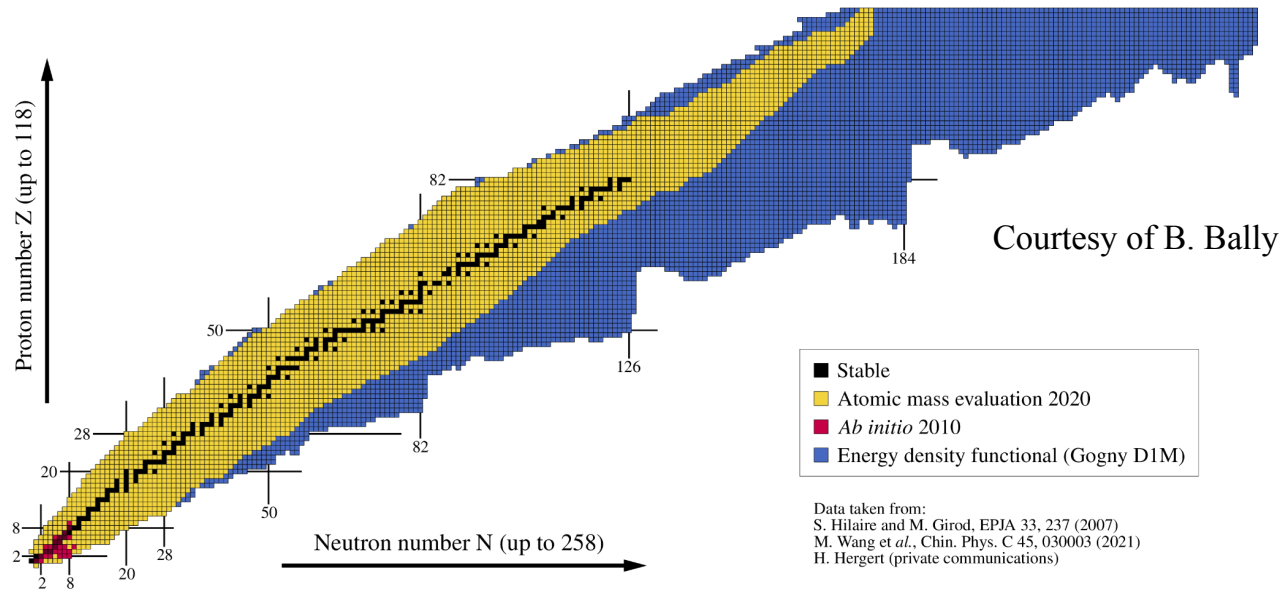 Proton number Z (up to 118)
82
50
28
20
8
2
2
8
20
28
50
82
126
184
Neutron number N (up to 258)
Courtesy of B. Bally
Stable
Atomic mass evaluation 2020
Ab initio 2010
Energy density functional (Gogny D1M)
Data taken from:
S. Hilaire and M. Girod, EPJA 33, 237 (2007)
M. Wang et al., Chin. Phys. C 45, 030003 (2021)
H. Hergert (private communications)